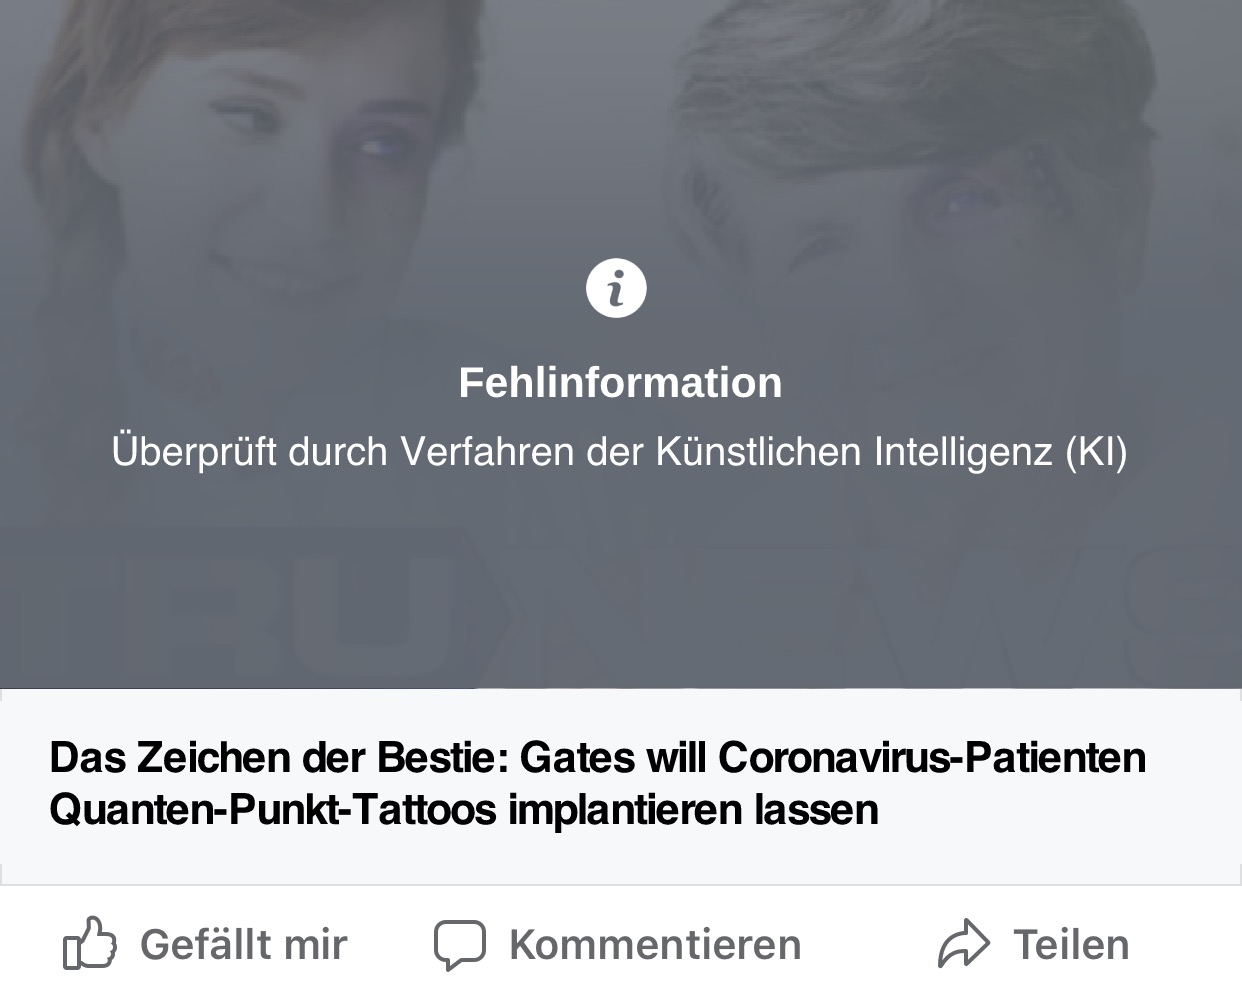 Fehlinformation
Überprüft durch Verfahren der Künstlichen Intelligenz (KI)
TRUNEWS
Das Zeichen der Bestie: Gates will Coronavirus-Patienten
Quanten-Punkt-Tattoos implantieren lassen
Gefällt mir
Kommentieren
Teilen